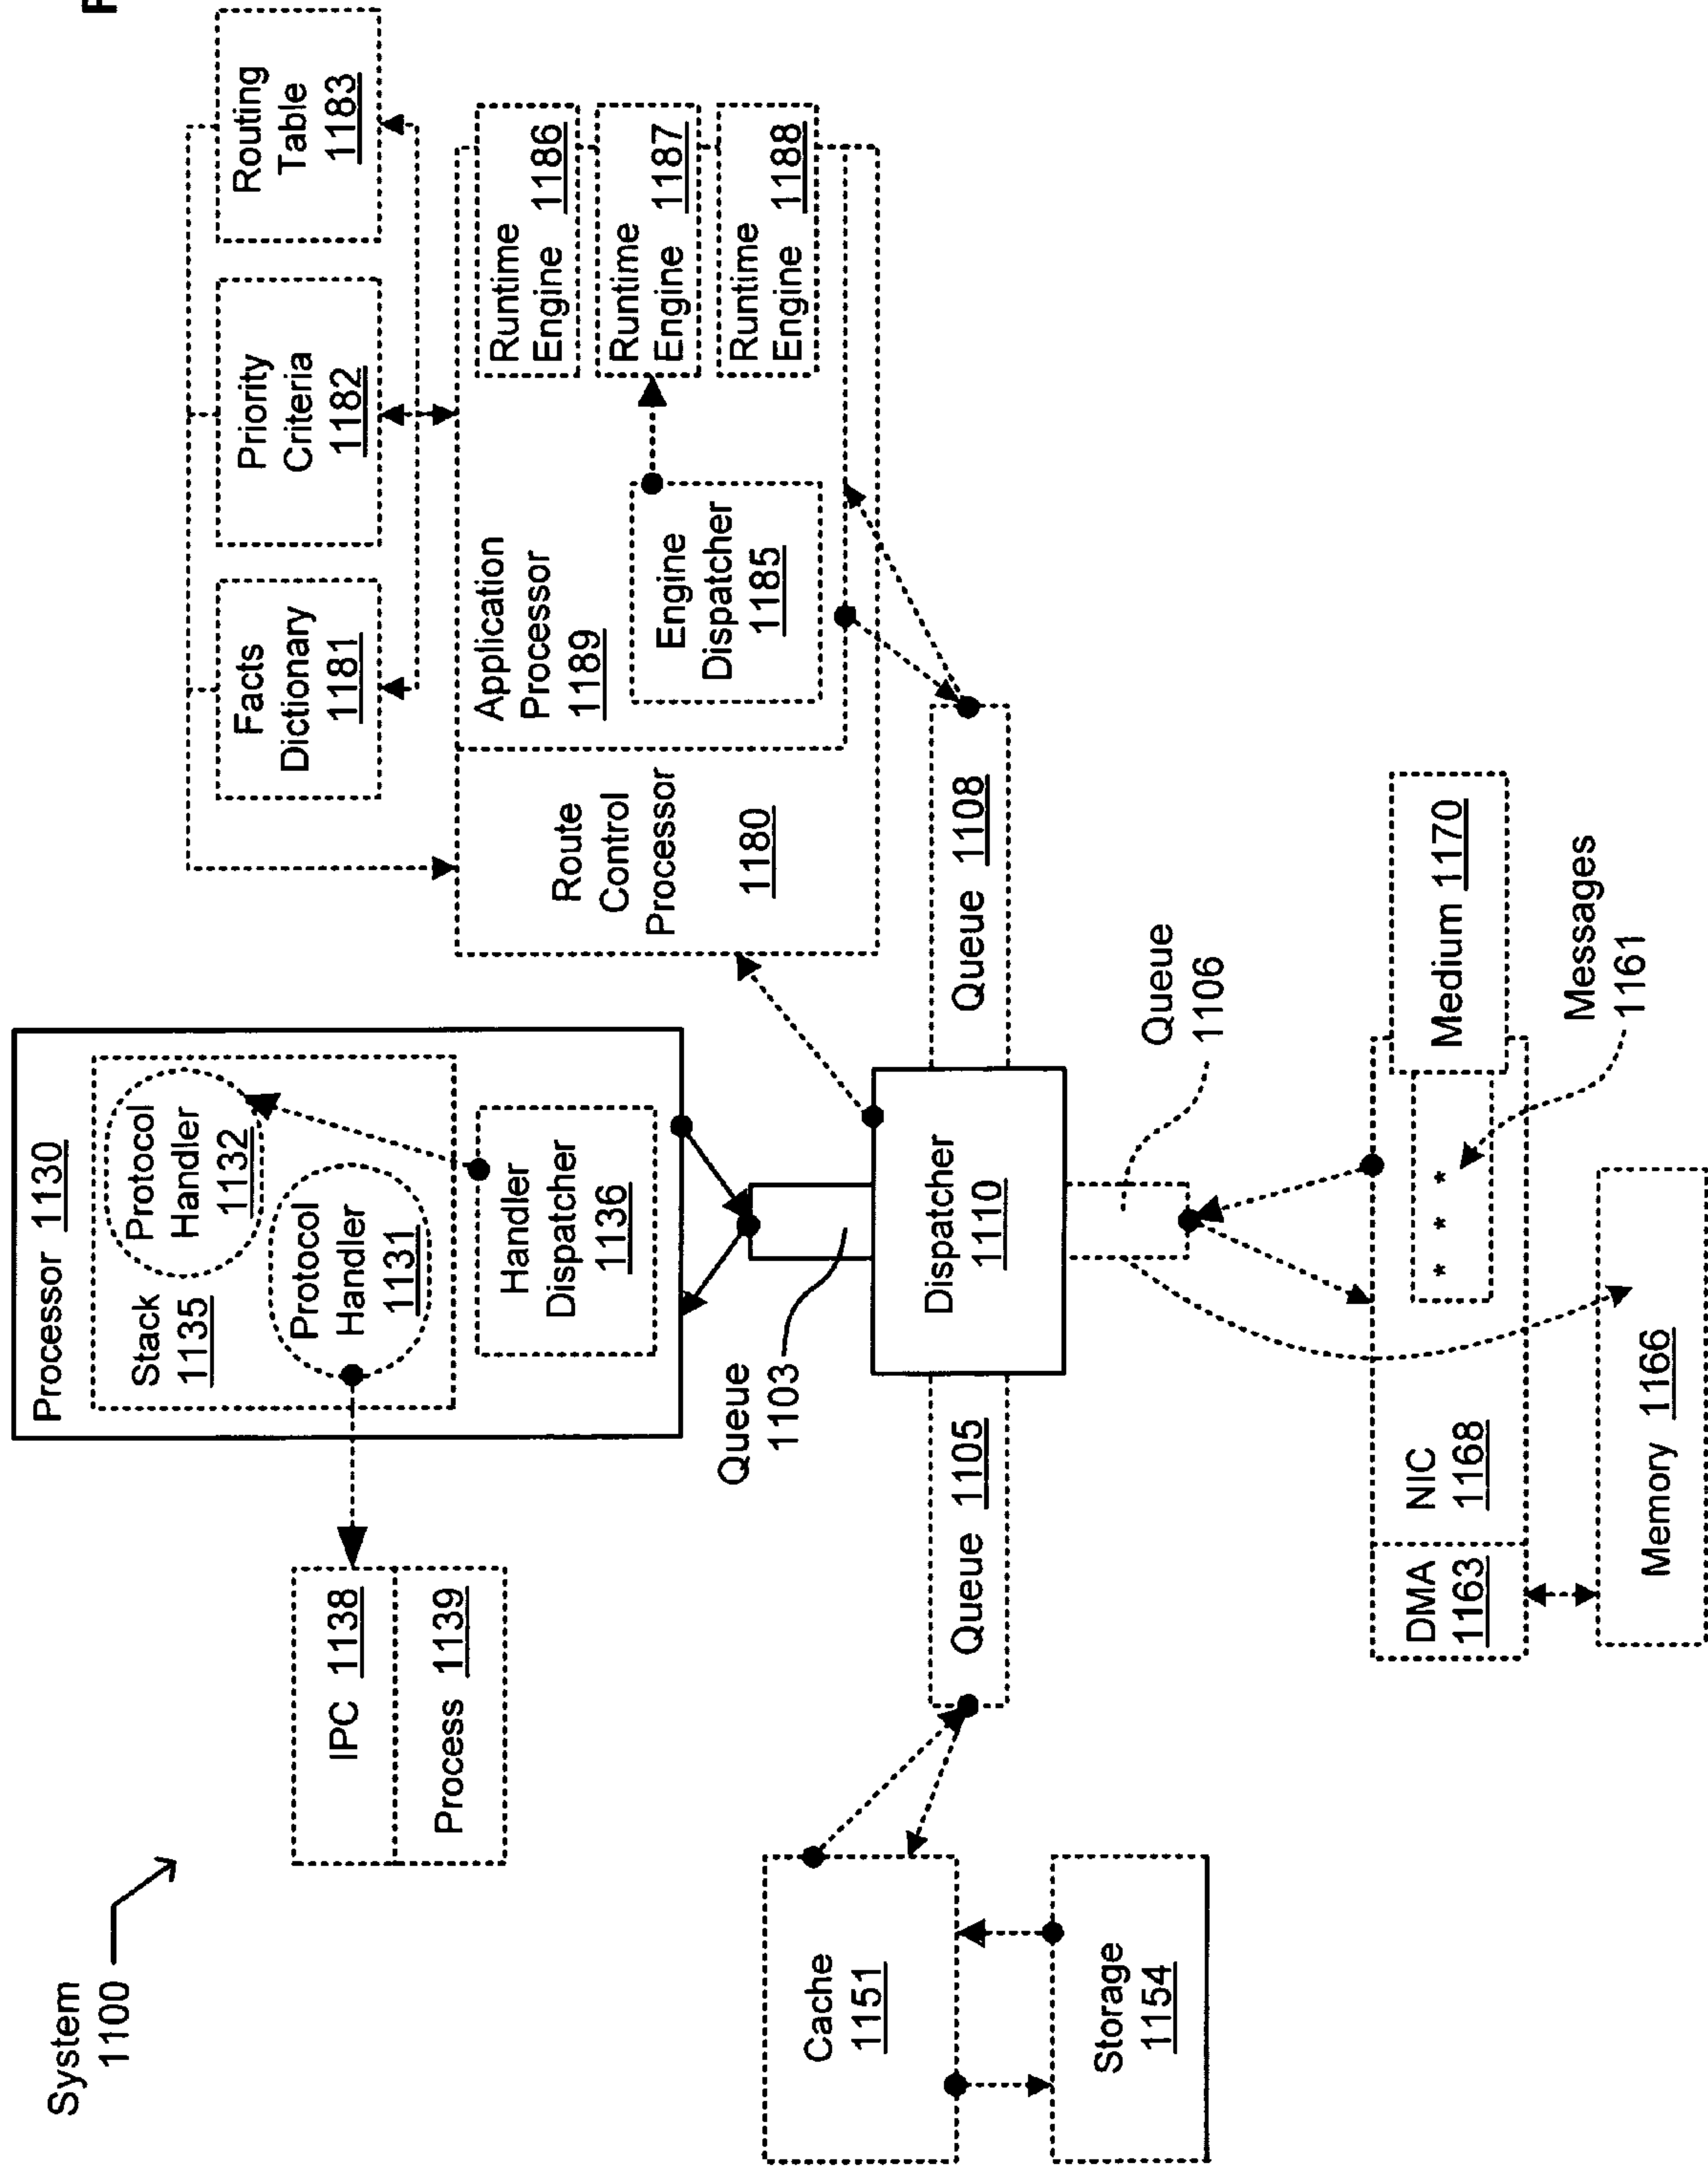 F
System
1100
Processor 1130
Stack
1135
Protocol
Handler
1132
Protocol
Handler
1131
Handler
Dispatcher
1136
IPC 1138
Process 1139
Facts
Dictionary
1181
Priority
Criteria
1182
Routing
Table
1183
Route
Control
Processor
1180
Application
Processor
1189
Engine
Dispatcher
1185
Runtime
Engine 1186
Runtime
Engine 1187
Runtime
Engine 1188
Queue
1103
Queue 1105
Dispatcher
1110
Queue 1108
Queue
1106
Cache
1151
Storage
1154
DMA
1163
NIC
1168
* * *
Medium 1170
Messages
1161
Memory 1166